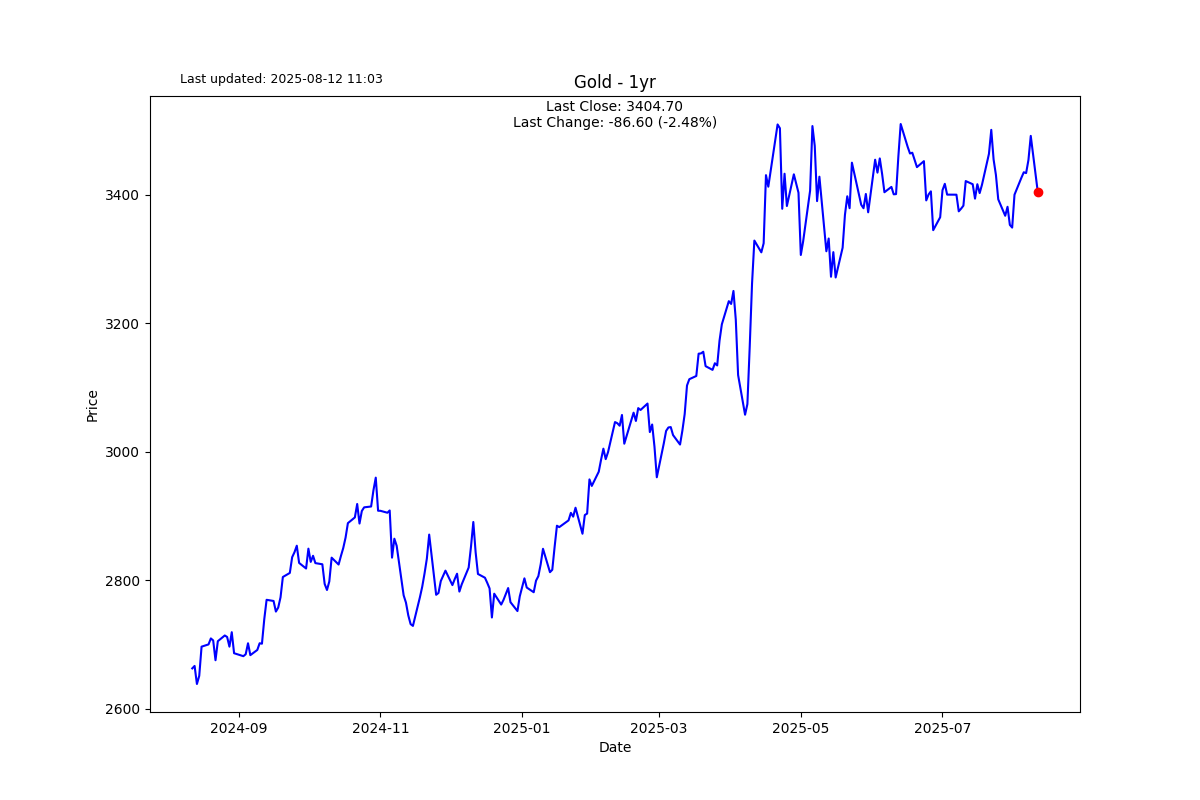 Last updated: 2025-08-12 11:03
Gold - 1yr
Last Close: 3404.70
Last Change: -86.60 (-2.48%)
3400
3200
3000
2800
2600
Price
2024-09
2024-11
2025-01
2025-03
2025-05
2025-07
Date